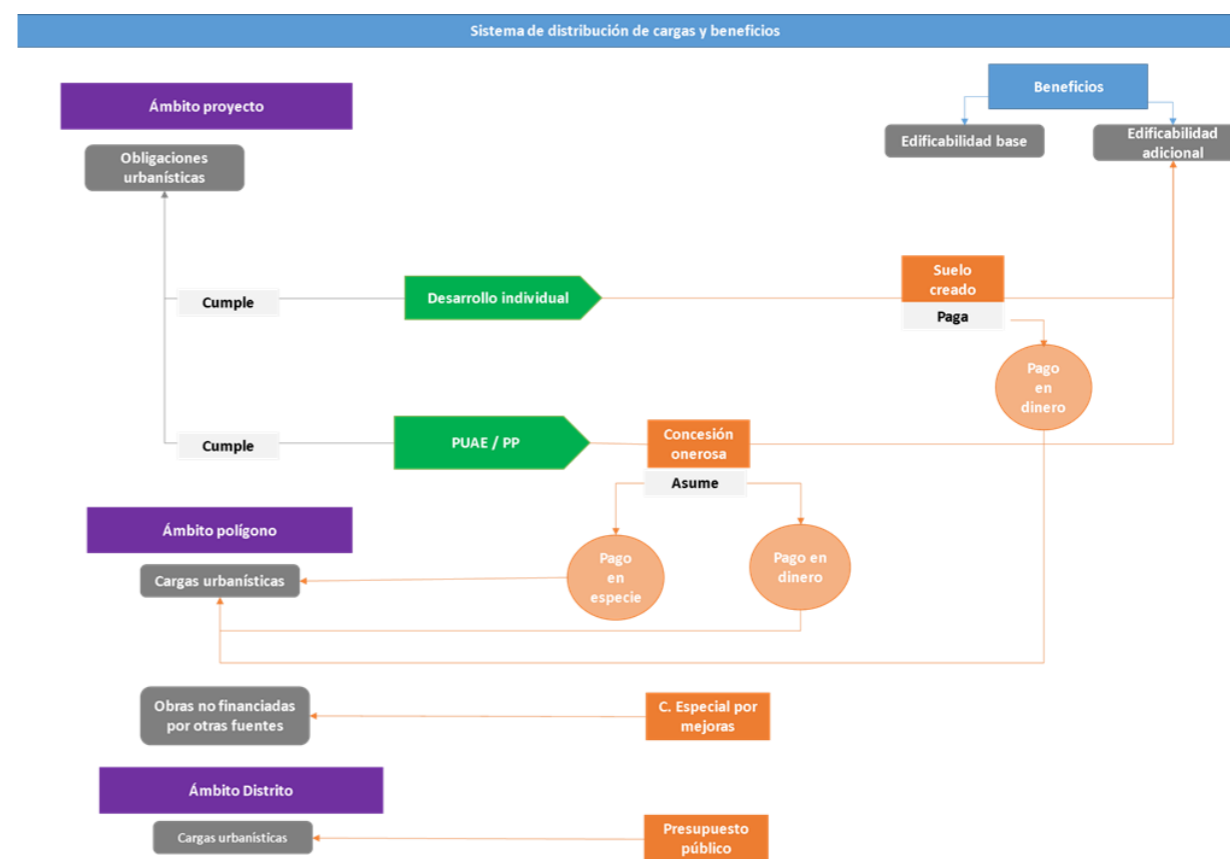 Sistema de distribución de cargas y beneficios
Ámbito proyecto
Beneficios
Obligaciones
urbanísticas
Edificabilidad base
Edificabilidad
adicional
Cumple
Desarrollo individual
Suelo
creado
Paga
Pago
en
dinero
Cumple
PUAE / PP
Concesión
onerosa
Asume
Ámbito polígono
Cargas urbanísticas
Pago
en
especie
Pago en
dinero
Obras no financiadas
por otras fuentes
C. Especial por
mejoras
Ámbito Distrito
Cargas urbanísticas
Presupuesto
público